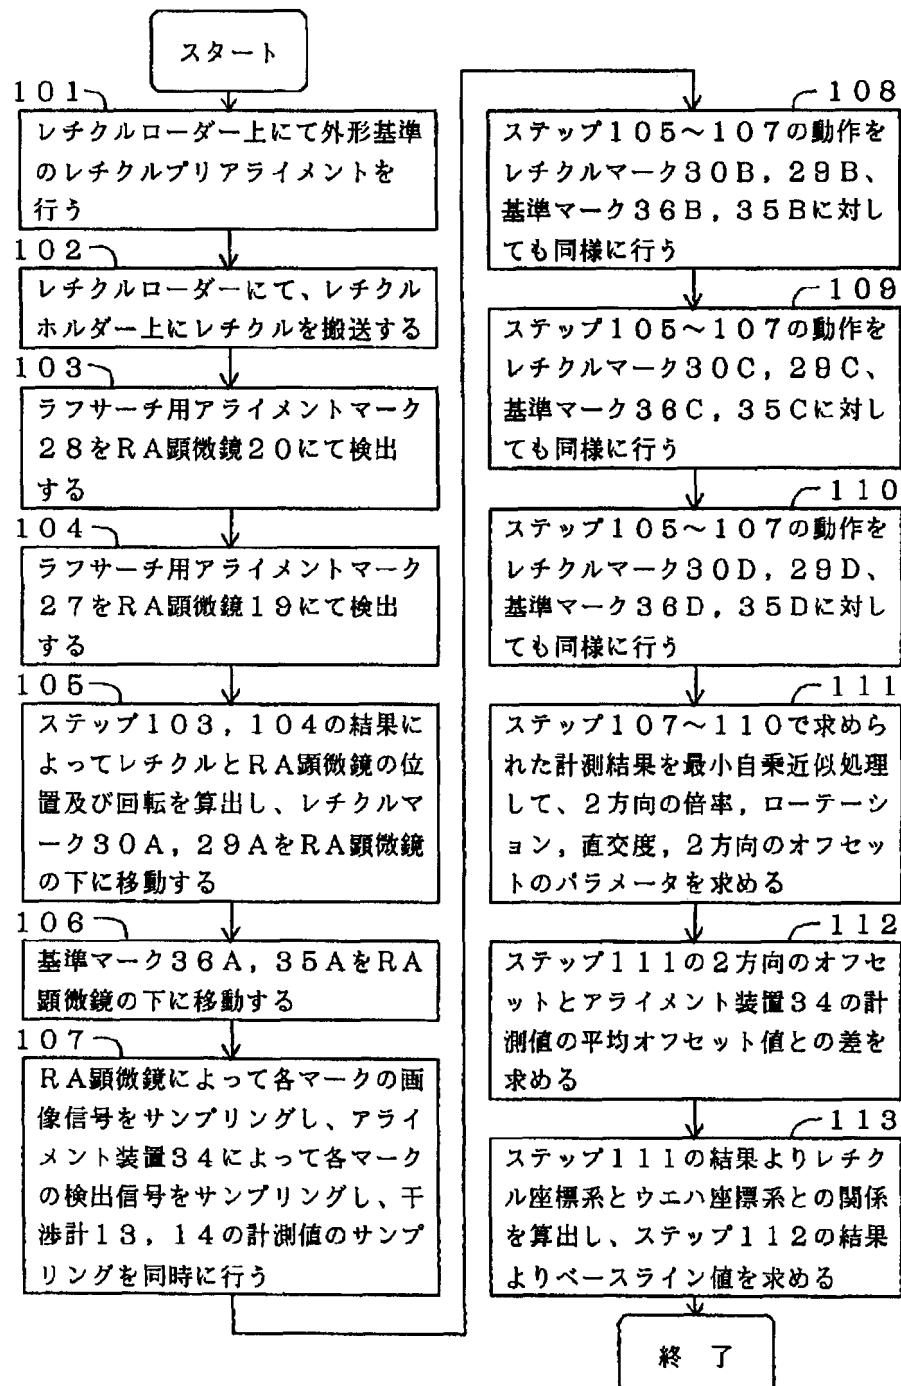 スタート
101
レチクルローダー上にて外形基準
のレチクルプリアライメントを
行う
102
レチクルローダーにて、レチクル
ホルダー上にレチクルを搬送する
103
ラフサーチ用アライメントマーク
28をRA顕微鏡20にて検出
する
104
ラフサーチ用アライメントマーク
27をRA顕微鏡19にて検出
する
105
ステップ103,104の結果に
よってレチクルとRA顕微鏡の位
置及び回転を算出し、レチクルマ
ーク30A,29AをRA顕微鏡
の下に移動する
106
基準マーク36A,35AをRA
顕微鏡の下に移動する
107
RA顕微鏡によって各マークの画
像信号をサンプリングし、アライ
メント装置34によって各マーク
の検出信号をサンプリングし、干
渉計13,14の計測値のサンプ
リングを同時に行う
108
ステップ105~107の動作を
レチクルマーク30B,29B、
基準マーク36B,35Bに対し
ても同様に行う
109
ステップ105~107の動作を
レチクルマーク30C,29C、
基準マーク36C,35Cに対し
ても同様に行う
110
ステップ105~107の動作を
レチクルマーク30D,29D、
基準マーク36D,35Dに対し
ても同様に行う
111
ステップ107~110で求めら
れた計測結果を最小自乗近似処理
して、2方向の倍率,ローテーシ
ョン,直交度,2方向のオフセッ
トのパラメータを求める
112
ステップ111の2方向のオフセ
ットとアライメント装置34の計
測値の平均オフセット値との差を
求める
113
ステップ111の結果よりレチク
ル座標系とウエハ座標系との関係
を算出し、ステップ112の結果
よりベースライン値を求める
終 了